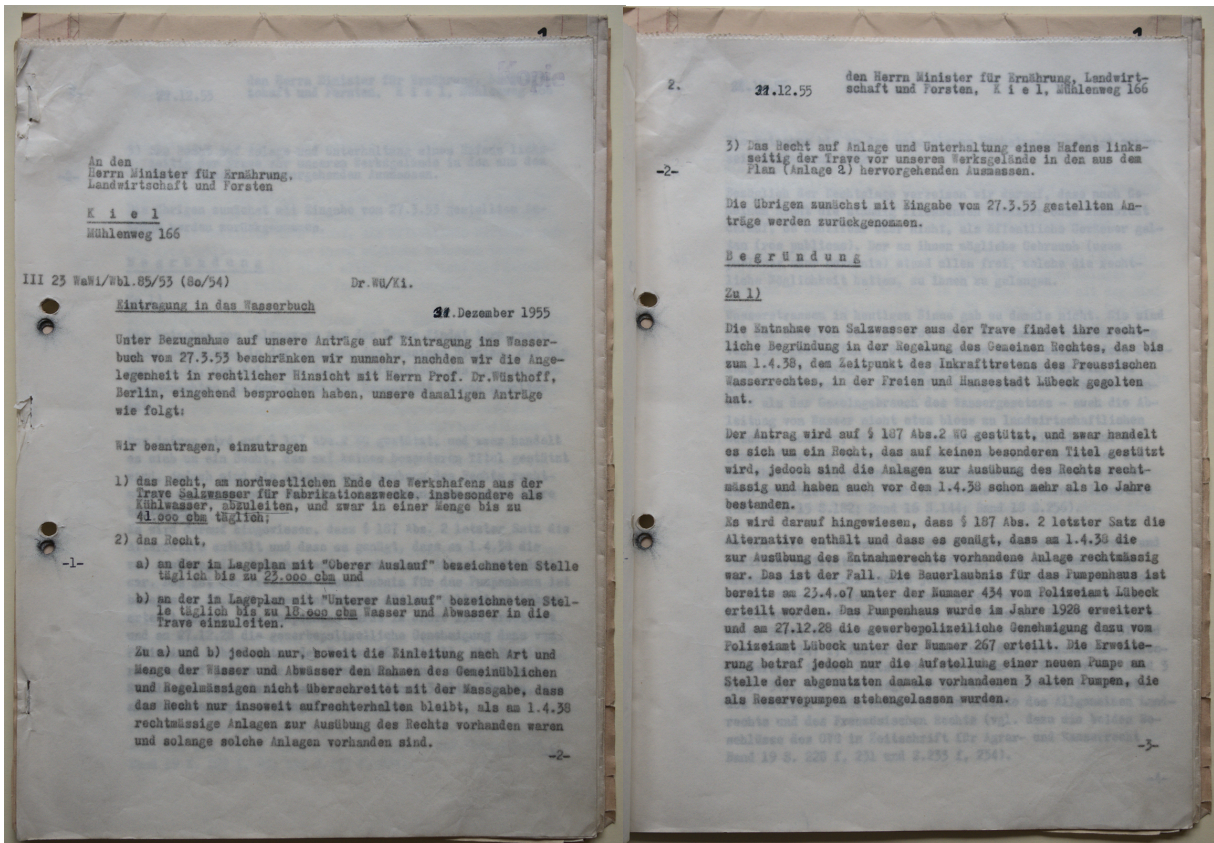 1
Kopie
An den
Herrn Minister für Ernährung,
Landwirtschaft und Forsten
K i e l
Mühlenweg 166
III 23 WaWi/Wbl.85/53 (8o/54) Dr.Wü/Ki.
Eintragung in das Wasserbuch
31.Dezember 1955
Unter Bezugnahme auf unsere Anträge auf Eintragung ins Wasser-
buch vom 27.3.53 beschränken wir nunmehr, nachdem wir die Ange-
legenheit in rechtlicher Hinsicht mit Herrn Prof. Dr.Wüsthoff,
Berlin, eingehend besprochen haben, unsere damaligen Anträge
wie folgt:
Wir beantragen, einzutragen
1) das Recht, am nordwestlichen Ende des Werkshafens aus der
Trave Salzwasser für Fabrikationszwecke, insbesondere als
Kühlwasser, abzuleiten, und zwar in einer Menge bis zu
41.ooo cbm täglich;
2) das Recht,
-1-
a) an der im Lageplan mit "Oberer Auslauf" bezeichneten Stelle
täglich bis zu 23.ooo cbm und
b) an der im Lageplan mit "Unterer Auslauf" bezeichneten Stel-
le täglich bis zu 18.ooo cbm Wasser und Abwasser in die
Trave einzuleiten.
Zu a) und b) jedoch nur, soweit die Einleitung nach Art und
Menge der Wässer und Abwässer den Rahmen des Gemeinüblichen
und Regelmässigen nicht überschreitet mit der Massgabe, dass
das Recht nur insoweit aufrechterhalten bleibt, als am 1.4.38
rechtmässige Anlagen zur Ausübung des Rechts vorhanden waren
und solange solche Anlagen vorhanden sind.
-2-
1
2. 31.12.55 den Herrn Minister für Ernährung, Landwirt-
schaft und Forsten, K i e l, Mühlenweg 166
3) Das Recht auf Anlage und Unterhaltung eines Hafens links-
seitig der Trave vor unserem Werksgelände in den aus dem
Plan (Anlage 2) hervorgehenden Ausmassen.
-2-
Die übrigen zunächst mit Eingabe vom 27.3.53 gestellten An-
träge werden zurückgenommen.
B e g r ü n d u n g
Zu 1)
Die Entnahme von Salzwasser aus der Trave findet ihre recht-
liche Begründung in der Regelung des Gemeinen Rechtes, das bis
zum 1.4.38, dem Zeitpunkt des Inkrafttretens des Preussischen
Wasserrechtes, in der Freien und Hansestadt Lübeck gegolten
hat.
Der Antrag wird auf § 187 Abs.2 WG gestützt, und zwar handelt
es sich um ein Recht, das auf keinen besonderen Titel gestützt
wird, jedoch sind die Anlagen zur Ausübung des Rechts recht-
mässig und haben auch vor dem 1.4.38 schon mehr als 1o Jahre
bestanden.
Es wird darauf hingewiesen, dass § 187 Abs. 2 letzter Satz die
Alternative enthält und dass es genügt, dass am 1.4.38 die
zur Ausübung des Entnahmerechts vorhandene Anlage rechtmässig
war. Das ist der Fall. Die Bauerlaubnis für das Pumpenhaus ist
bereits am 23.4.o7 unter der Nummer 434 vom Polizeiamt Lübeck
erteilt worden. Das Pumpenhaus wurde im Jahre 1928 erweitert
und am 27.12.28 die gewerbepolizeiliche Genehmigung dazu vom
Polizeiamt Lübeck unter der Nummer 267 erteilt. Die Erweite-
rung betraf jedoch nur die Aufstellung einer neuen Pumpe an
Stelle der abgenutzten damals vorhandenen 3 alten Pumpen, die
als Reservepumpen stehengelassen wurden.
-3-